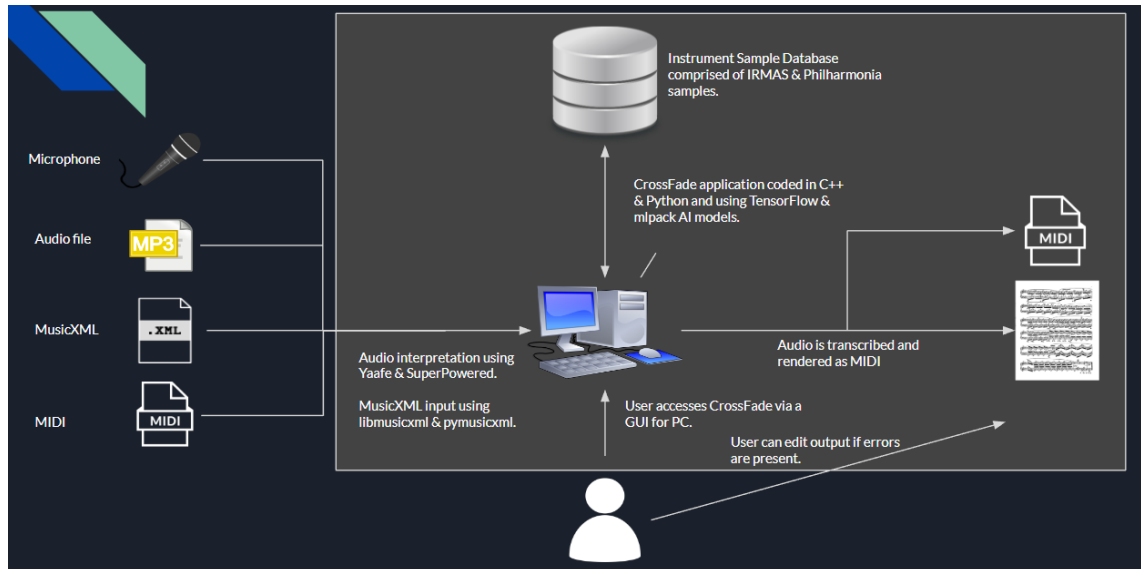 Instrument Sample Database
comprised of IRMAS & Philharmonia
samples.
Microphone
CrossFade application coded in C++
& Python and using TensorFlow &
mlpack AI models.
Audio file
MP3
MIDI
MusicXML
.XML
Audio interpretation using
Yaafe & SuperPowered.
Audio is transcribed and
rendered as MIDI
MusicXML input using
libmusicxml & pymusicxml.
User accesses CrossFade via a
GUI for PC.
MIDI
MIDI
User can edit output if errors
are present.